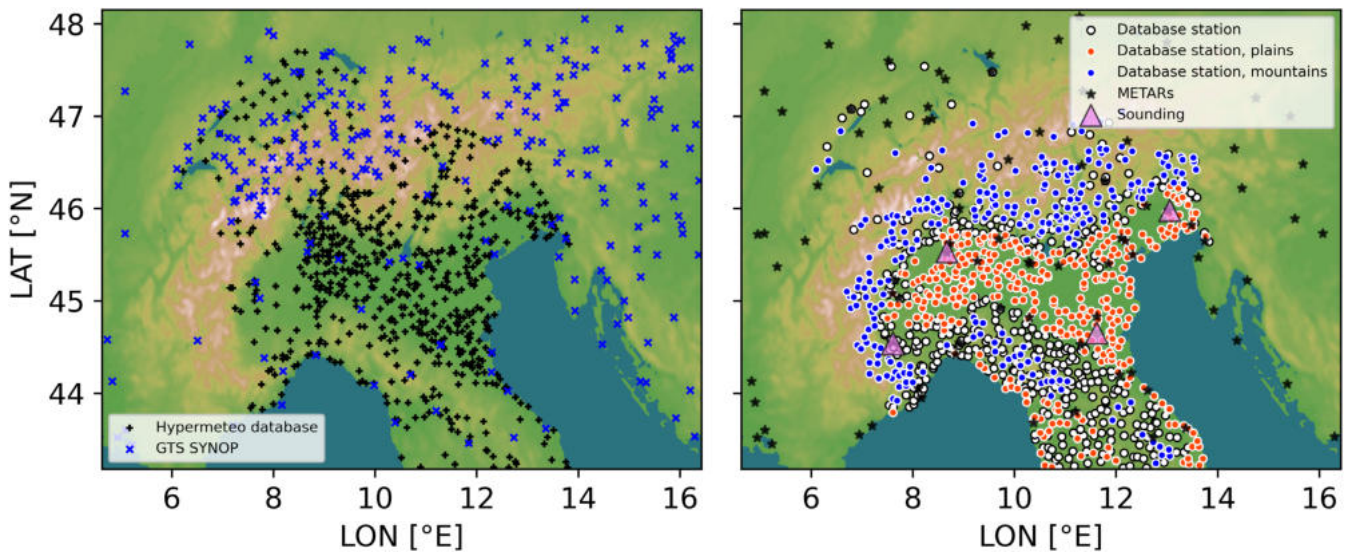 48
47
46
45
44
LAT [°N]
Hypermeteo database
GTS SYNOP
6
8
10
12
14
16
LON [°E]
Database station
Database station, plains
Database station, mountains
METARs
Sounding
6
8
10
12
14
16
LON [°E]